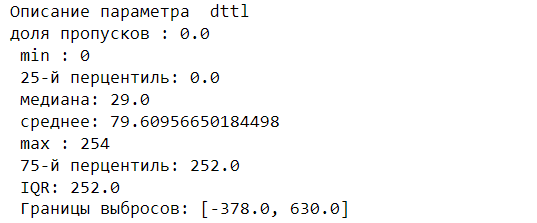 Описание параметра  dttl
доля пропусков : 0.0
min : 0
25-й перцентиль: 0.0
медиана: 29.0
среднее: 79.60956650184498
max : 254
75-й перцентиль: 252.0
IQR: 252.0
Границы выбросов: [-378.0, 630.0]